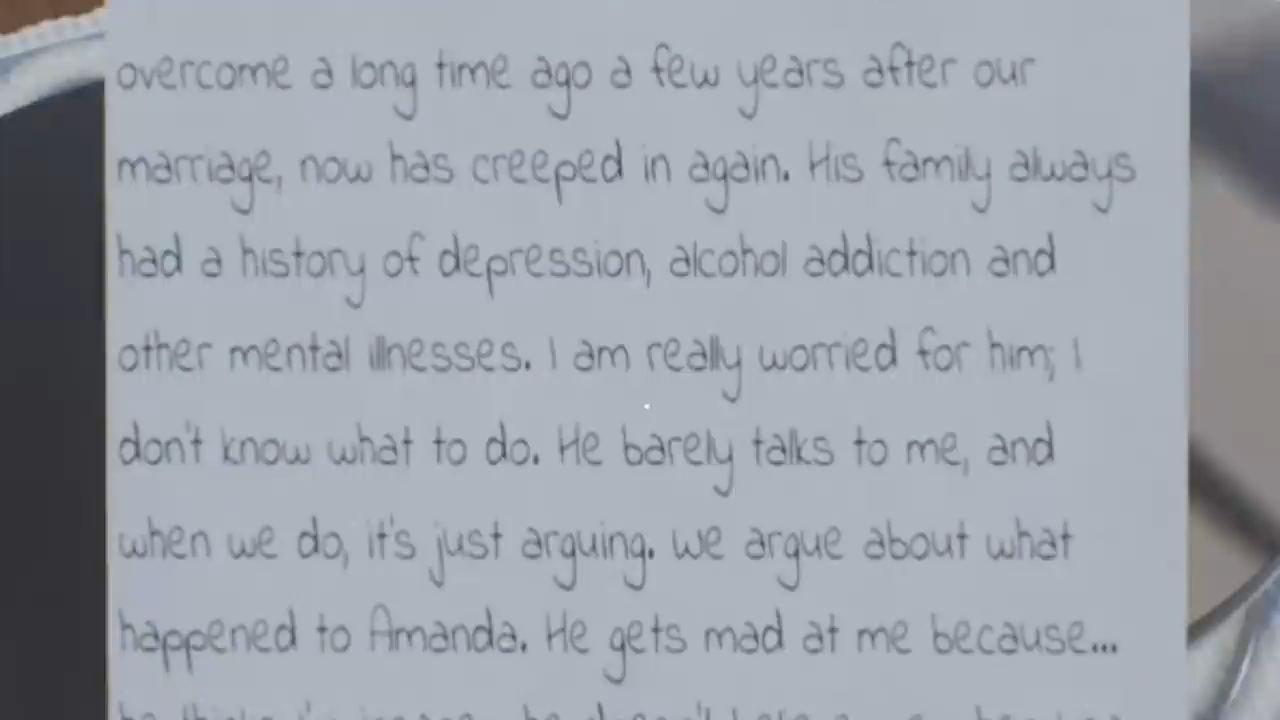 overcome a long time ago a few years after our
marriage, now has creeped in again. His family always
had a history of depression, alcohol addiction and
other mental illnesses. I am really worried for him; I
don't know what to do. He barely talks to me, and
when we do, it's just arguing. We argue about what
happened to Amanda. He gets mad at me because...